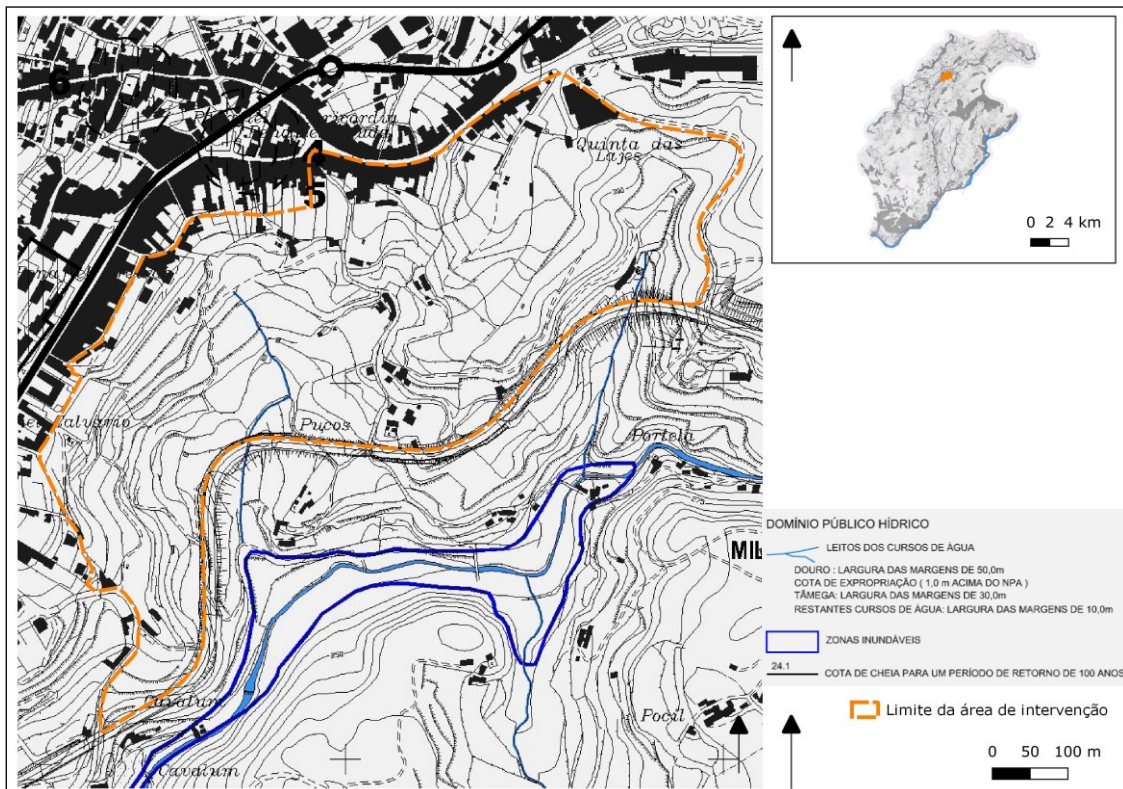 6
4
5
Quinta das
Lajes
Calvario
Puços
Portela
MIL
Cavalum
Cavalum
Focil
0 2 4 km
DOMÍNIO PÚBLICO HÍDRICO
LEITOS DOS CURSOS DE ÁGUA
DOURO : LARGURA DAS MARGENS DE 50,0m
COTA DE EXPROPRIAÇÃO ( 1,0 m ACIMA DO NPA )
TÂMEGA: LARGURA DAS MARGENS DE 30,0m
RESTANTES CURSOS DE ÁGUA: LARGURA DAS MARGENS DE 10,0m
ZONAS INUNDÁVEIS
24.1
COTA DE CHEIA PARA UM PERÍODO DE RETORNO DE 100 ANOS
Limite da área de intervenção
0 50 100 m